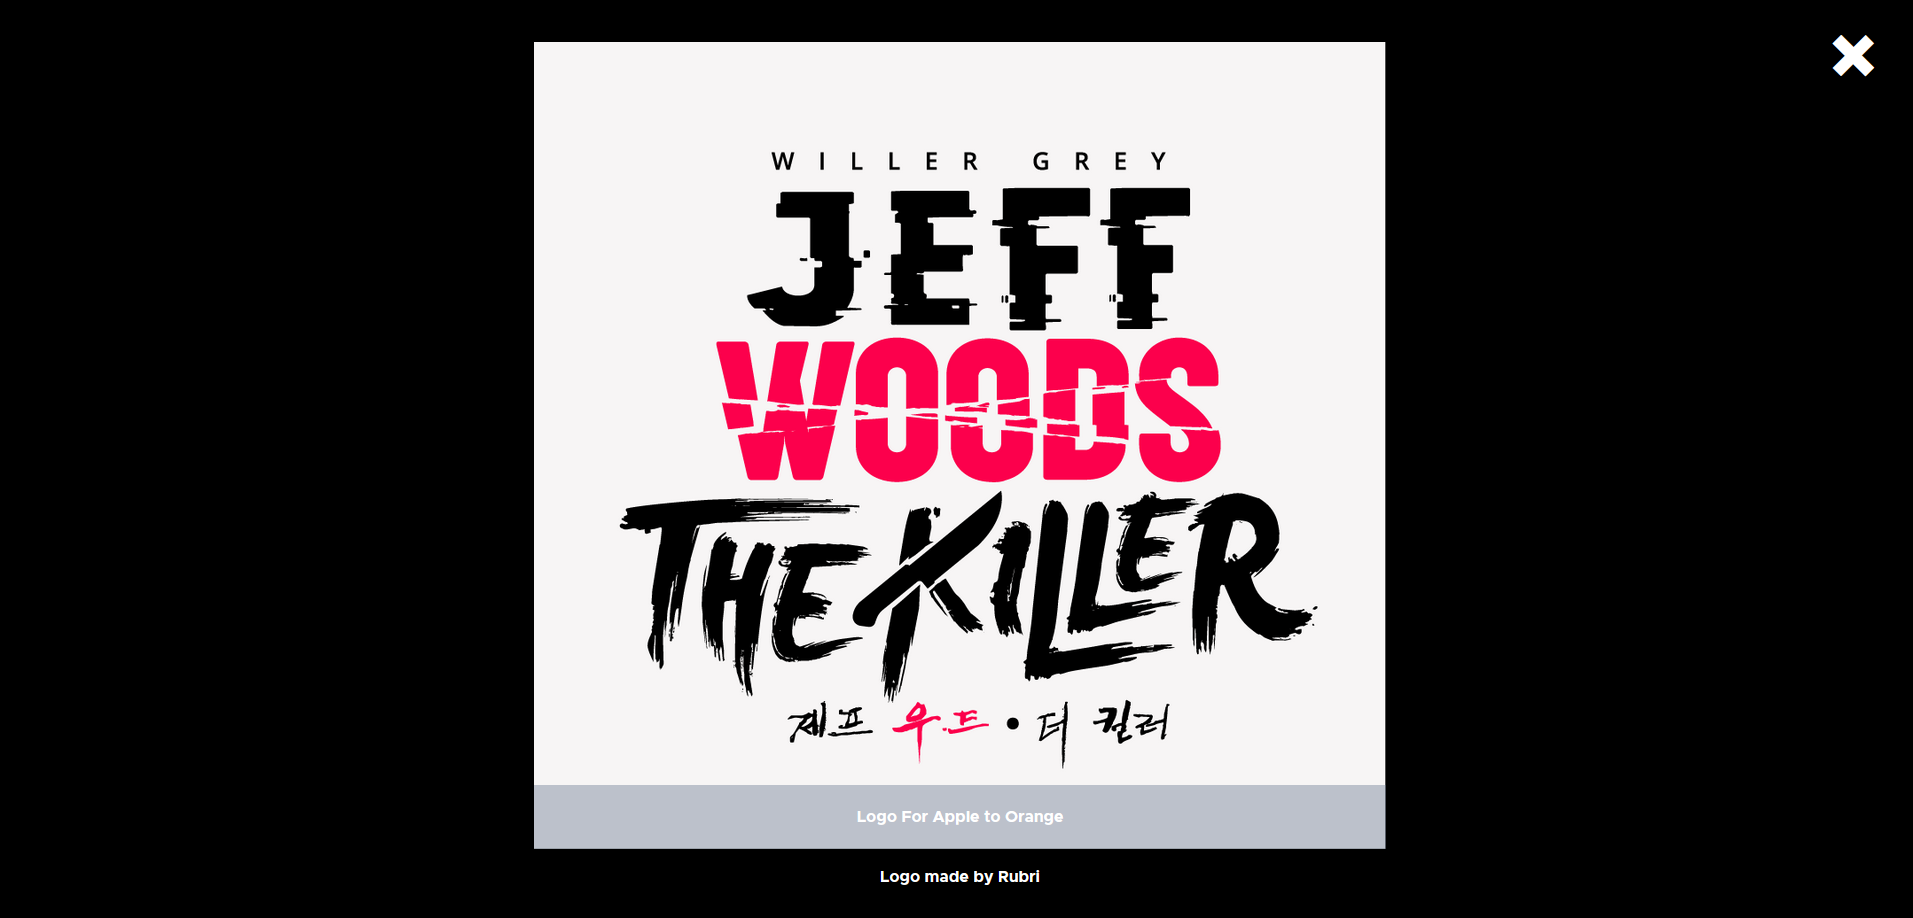 WILLER GREY
JEFF
WOODS
THE KILLER
제프 우드 • 더 킬러
Logo For Apple to Orange
Logo made by Rubri